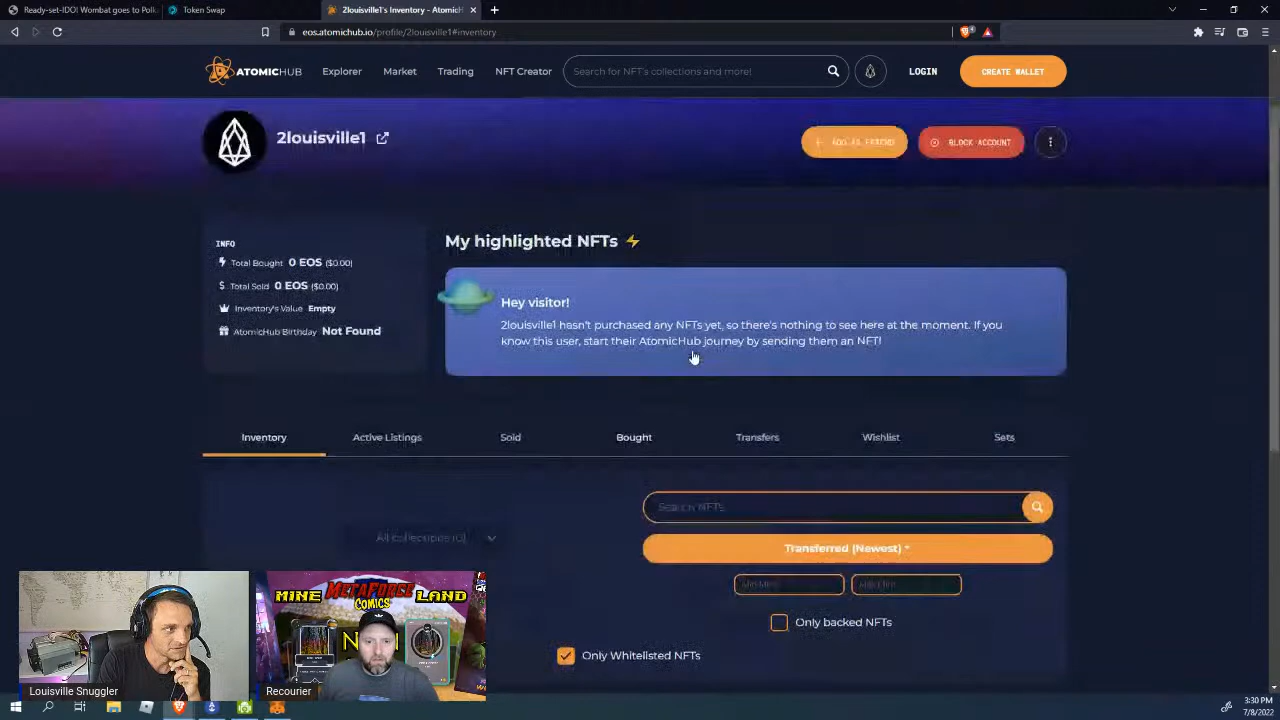 Ready-set-IDO! Wombat goes to Polk
Token Swap
2louisville1's Inventory - AtomicH
eos.atomichub.io/profile/2louisville1#inventory
ATOMICHUB
Explorer
Market
Trading
NFT Creator
Search for NFT's collections and more!
LOGIN
CREATE WALLET
2louisville1
ADD AS FRIEND
BLOCK ACCOUNT
INFO
Total Bought 0 EOS ($0.00)
Total Sold 0 EOS ($0.00)
Inventory's Value Empty
AtomicHub Birthday Not Found
My highlighted NFTs
Hey visitor!
2louisville1 hasn't purchased any NFTs yet, so there's nothing to see here at the moment. If you
know this user, start their AtomicHub journey by sending them an NFT!
Inventory
Active Listings
Sold
Bought
Transfers
Wishlist
Sets
Search NFTs
All collections (0)
Transferred (Newest)
Only backed NFTs
Only Whitelisted NFTs
MINE METAFORGE LAND
COMICS
Louisville Snuggler
Recourier
3:30 PM
7/8/2022